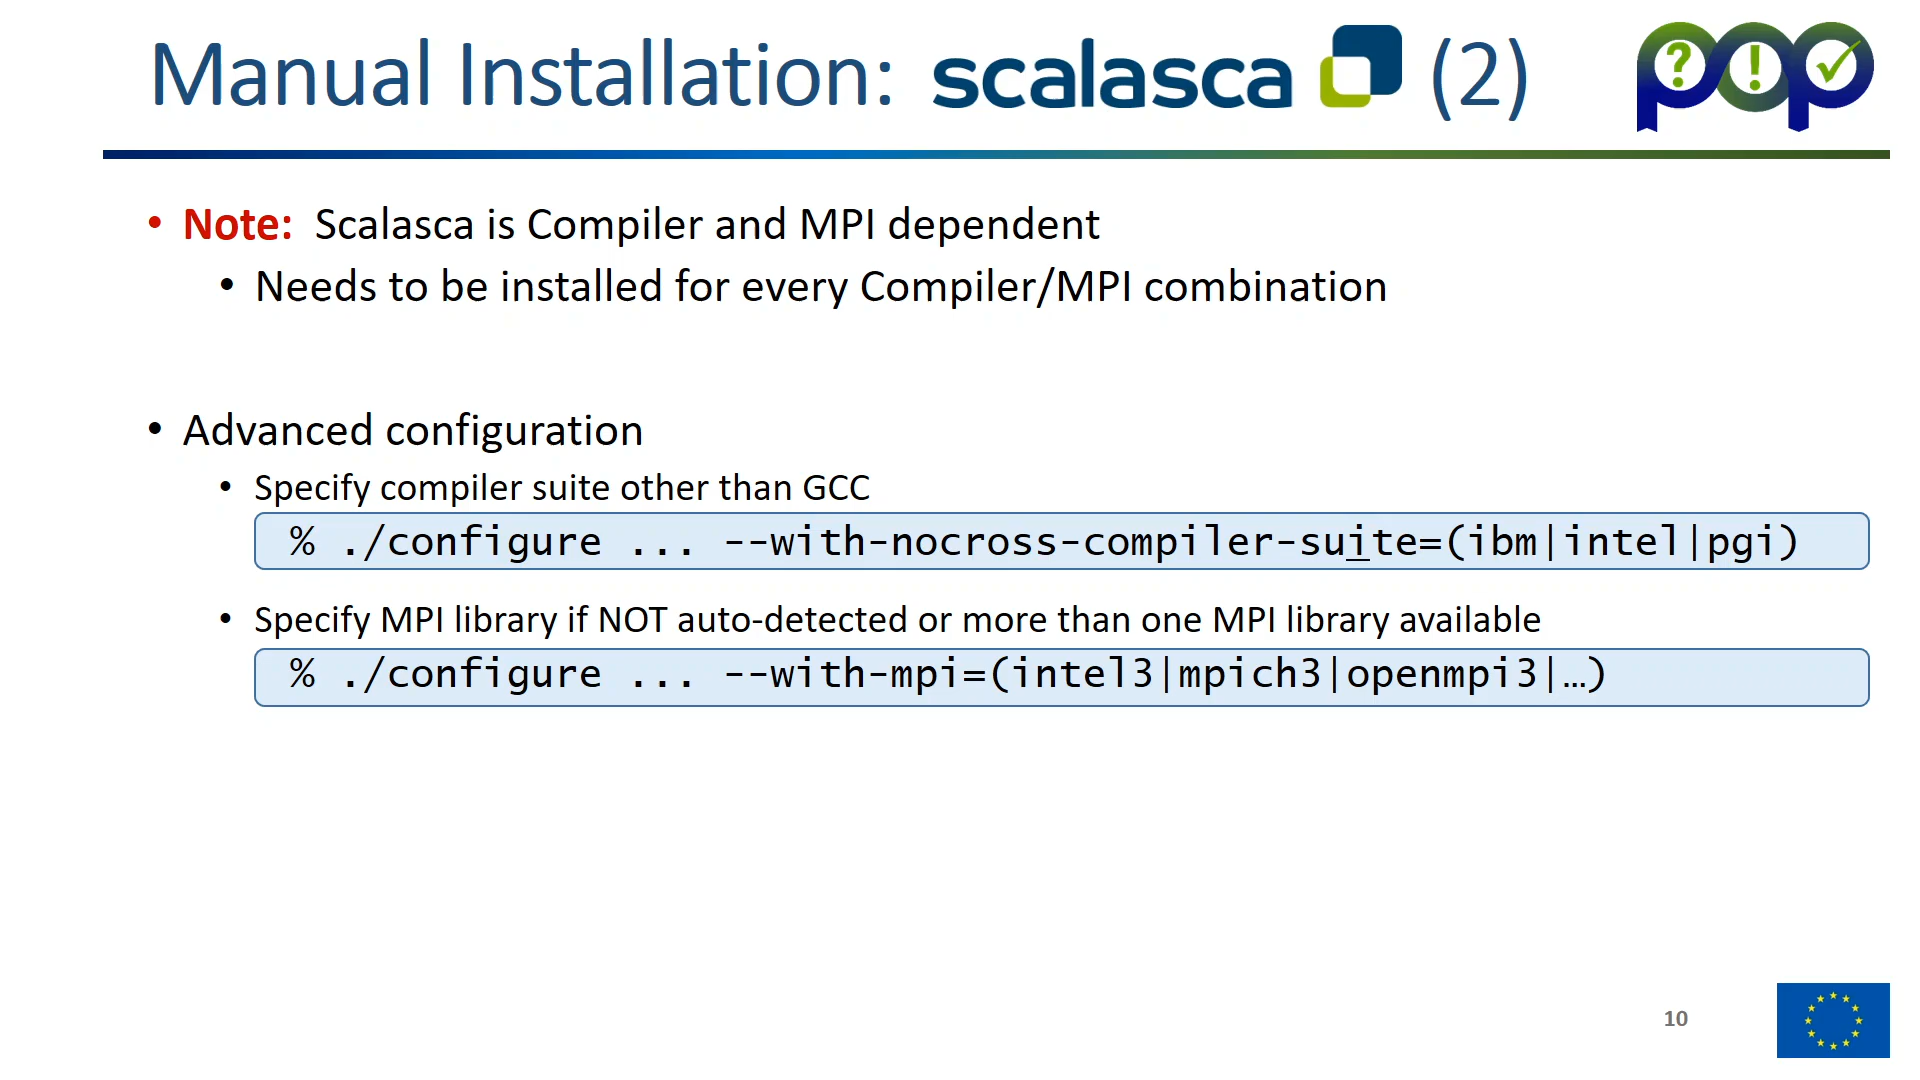 Manual Installation: scalasca (2)
pop
• Note: Scalasca is Compiler and MPI dependent
• Needs to be installed for every Compiler/MPI combination
• Advanced configuration
• Specify compiler suite other than GCC
% ./configure ... --with-nocross-compiler-suite=(ibm|intel|pgi)
• Specify MPI library if NOT auto-detected or more than one MPI library available
% ./configure ... --with-mpi=(intel3|mpich3|openmpi3|…)
10